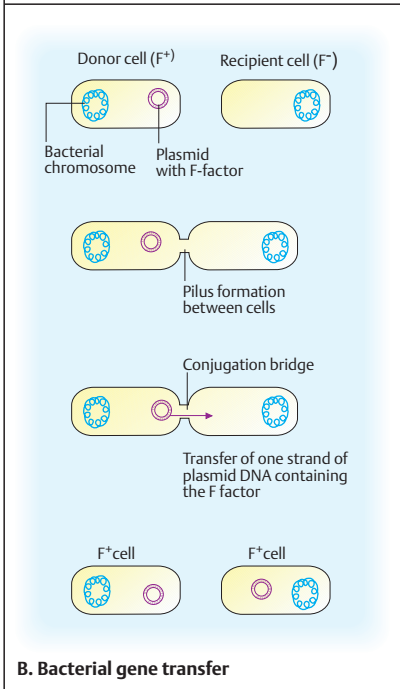 Donor cell (F⁺)
Recipient cell (F⁻)
Bacterial
chromosome
Plasmid
with F-factor
Pilus formation
between cells
Conjugation bridge
Transfer of one strand of
plasmid DNA containing
the F factor
F⁺cell
F⁺cell
B. Bacterial gene transfer